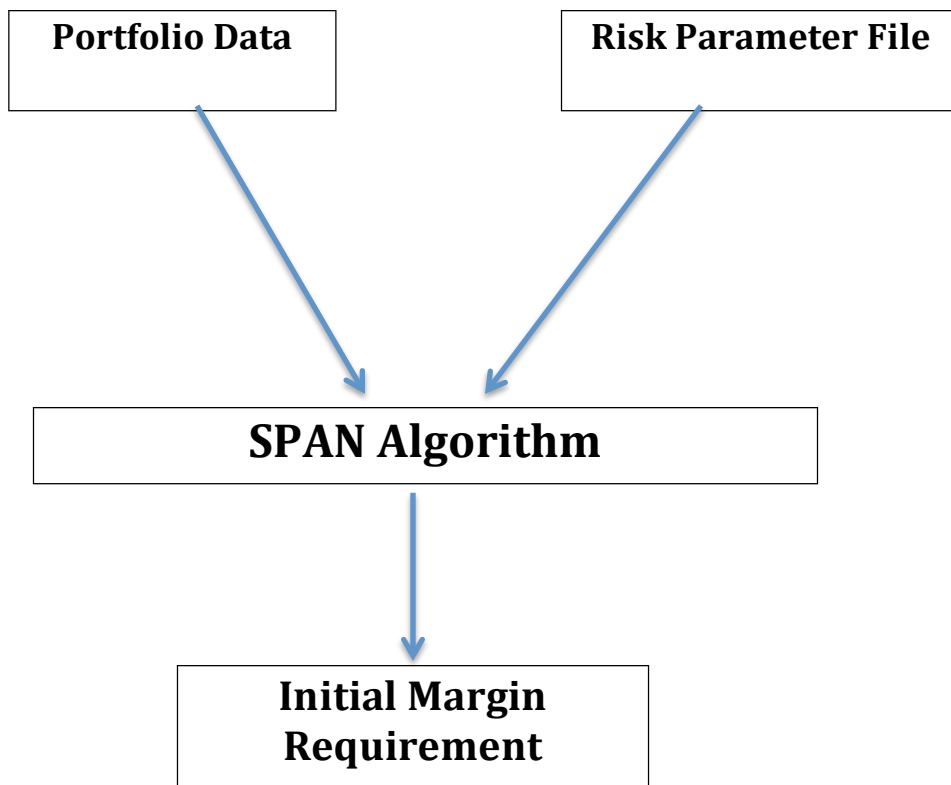 Portfolio Data
Risk Parameter File
SPAN Algorithm
Initial Margin
Requirement